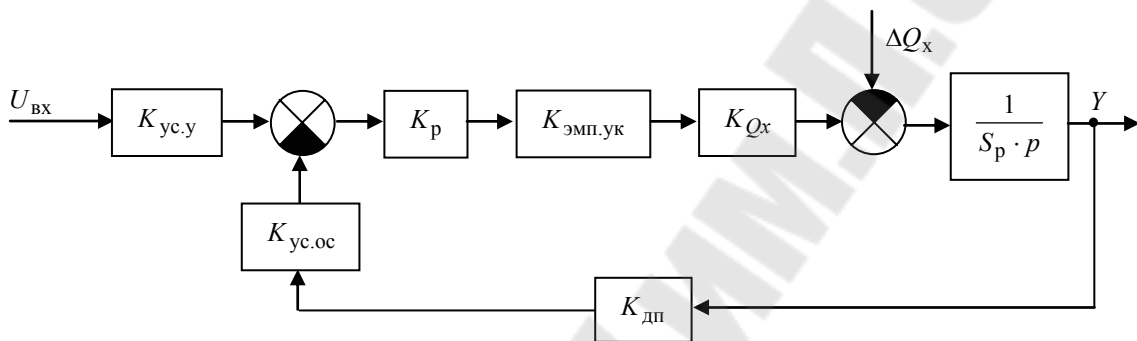 ΔQх
Uвх
Kус.у
Kр
Kэмп.ук
KQx
1
Sр · p
Y
Kус.ос
Kдп